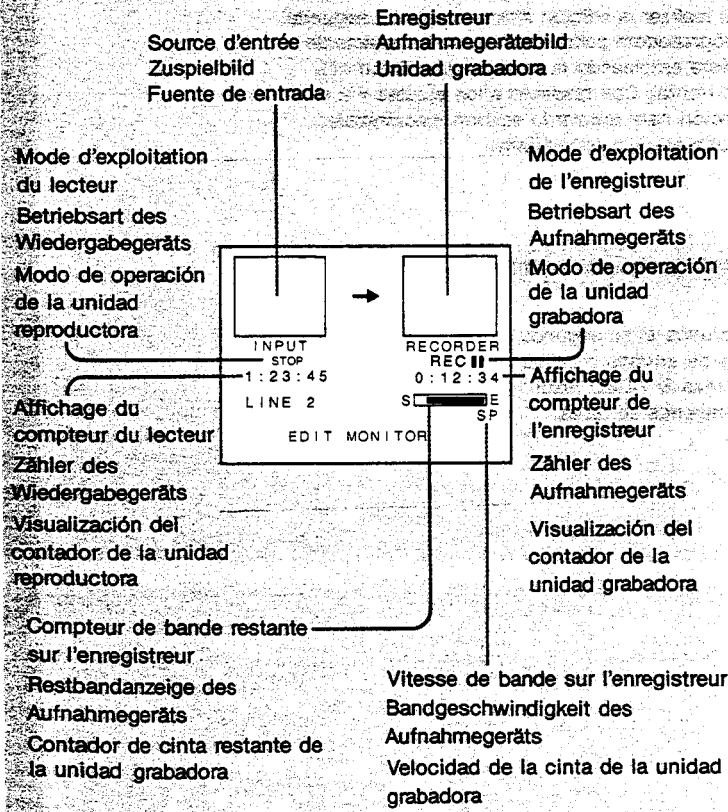 Enregistreur
Aufnahmegerätebild
Unidad grabadora
Source d'entrée
Zuspielbild
Fuente de entrada
Mode d'exploitation
du lecteur
Betriebsart des
Wiedergabegeräts
Modo de operación
de la unidad
reproductora
Mode d'exploitation
de l'enregistreur
Betriebsart des
Aufnahmegeräts
Modo de operación
de la unidad
grabadora
INPUT
STOP
1:23:45
LINE 2
RECORDER
REC
0:12:34
S E
SP
EDIT MONITOR
Affichage du
compteur du lecteur
Zähler des
Wiedergabegeräts
Visualización del
contador de la unidad
reproductora
Affichage du
compteur de
l'enregistreur
Zähler des
Aufnahmegeräts
Visualización del
contador de la
unidad grabadora
Compteur de bande restante
sur l'enregistreur
Restbandanzeige des
Aufnahmegeräts
Contador de cinta restante de
la unidad grabadora
Vitesse de bande sur l'enregistreur
Bandgeschwindigkeit des
Aufnahmegeräts
Velocidad de la cinta de la unidad
grabadora